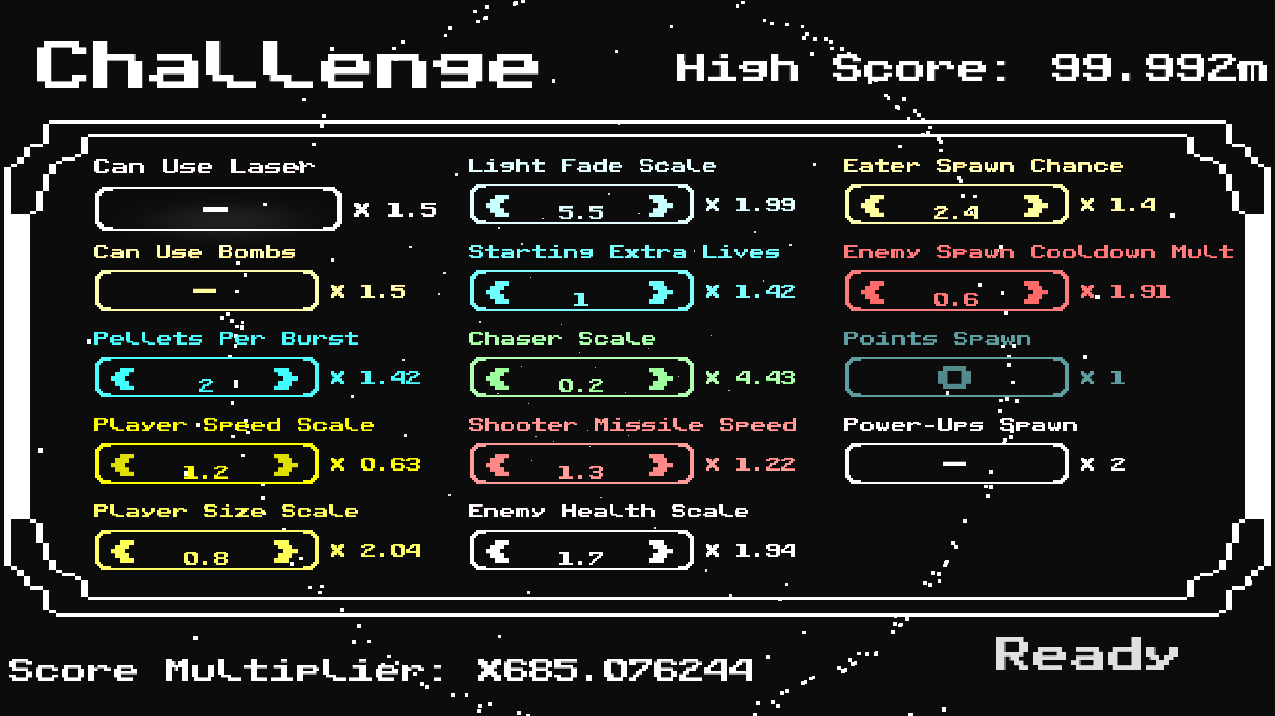 Challenge
High Score: 99.992m
Can Use Laser
— X 1.5
Can Use Bombs
— X 1.5
Pellets Per Burst
2 X 1.42
Player Speed Scale
1.2 X 0.63
Player Size Scale
0.8 X 2.04
Light Fade Scale
5.5 X 1.99
Starting Extra Lives
1 X 1.42
Chaser Scale
0.2 X 4.43
Shooter Missile Speed
1.3 X 1.22
Enemy Health Scale
1.7 X 1.94
Eater Spawn Chance
2.4 X 1.4
Enemy Spawn Cooldown Mult
0.6 X 1.91
Points Spawn
O X 1
Power-Ups Spawn
— X 2
Score Multiplier: X685.076244
Ready